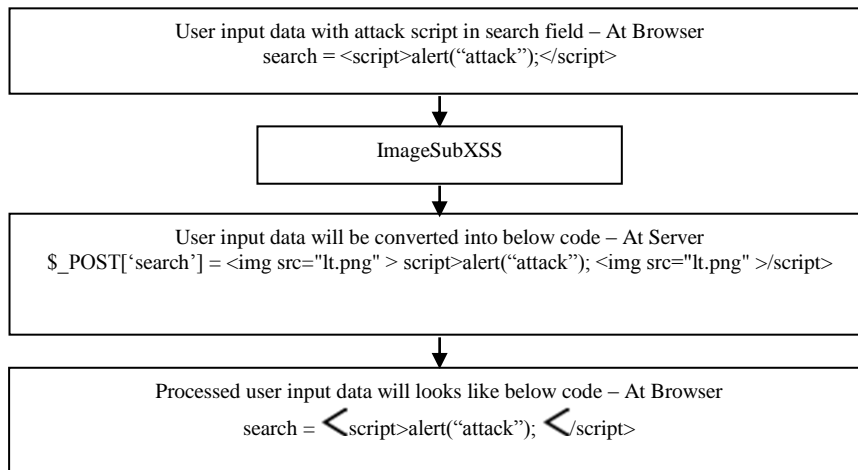 User input data with attack script in search field – At Browser
search = <script>alert(“attack”);</script>
ImageSubXSS
User input data will be converted into below code – At Server
$_POST[‘search’] = <img src="lt.png" > script>alert(“attack”); <img src="lt.png" >/script>
Processed user input data will looks like below code – At Browser
search = <script>alert(“attack”); </script>